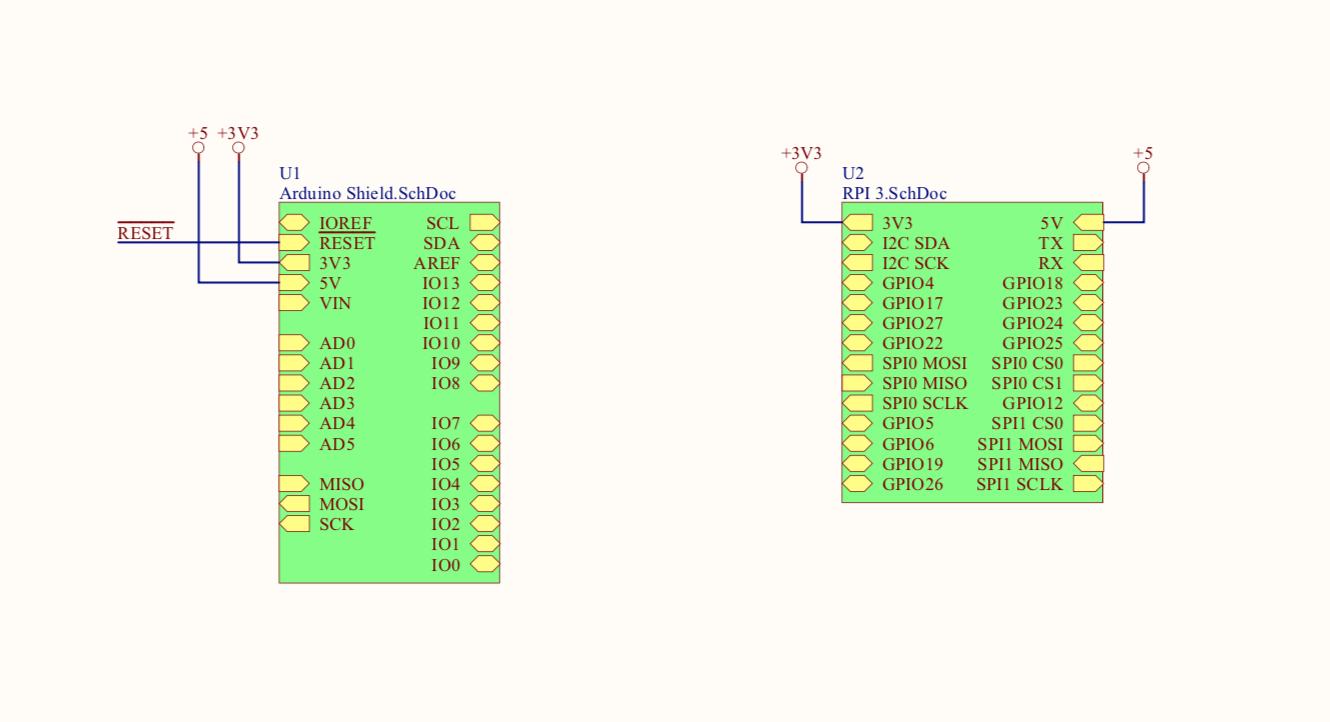 +5 +3V3
RESET
U1
Arduino Shield.SchDoc
IOREF SCL
RESET SDA
3V3 AREF
5V IO13
VIN IO12
IO11
AD0 IO10
AD1 IO9
AD2 IO8
AD3
AD4 IO7
AD5 IO6
IO5
MISO IO4
MOSI IO3
SCK IO2
IO1
IO0
+3V3 +5
U2
RPI 3.SchDoc
3V3 5V
I2C SDA TX
I2C SCK RX
GPIO4 GPIO18
GPIO17 GPIO23
GPIO27 GPIO24
GPIO22 GPIO25
SPI0 MOSI SPI0 CS0
SPI0 MISO SPI0 CS1
SPI0 SCLK GPIO12
GPIO5 SPI1 CS0
GPIO6 SPI1 MOSI
GPIO19 SPI1 MISO
GPIO26 SPI1 SCLK